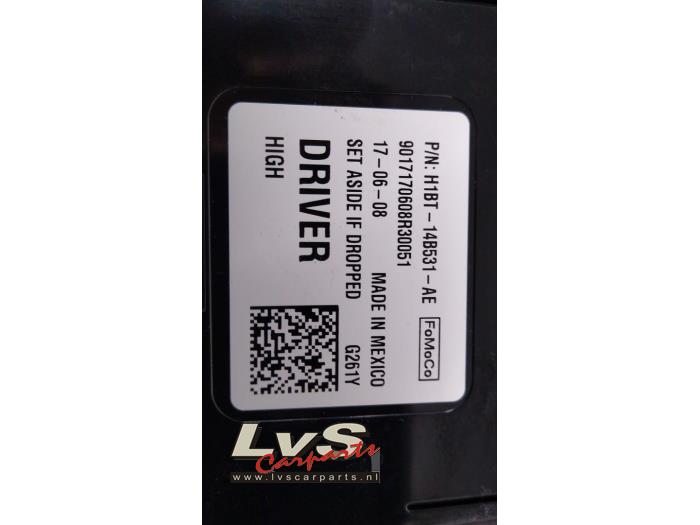 P/N: H1BT-14B531-AE FoMoCo
9017170608R30051
17-06-08 MADE IN MEXICO
SET ASIDE IF DROPPED G261Y
DRIVER
HIGH
LvS
Carparts
www.lvscarparts.nl